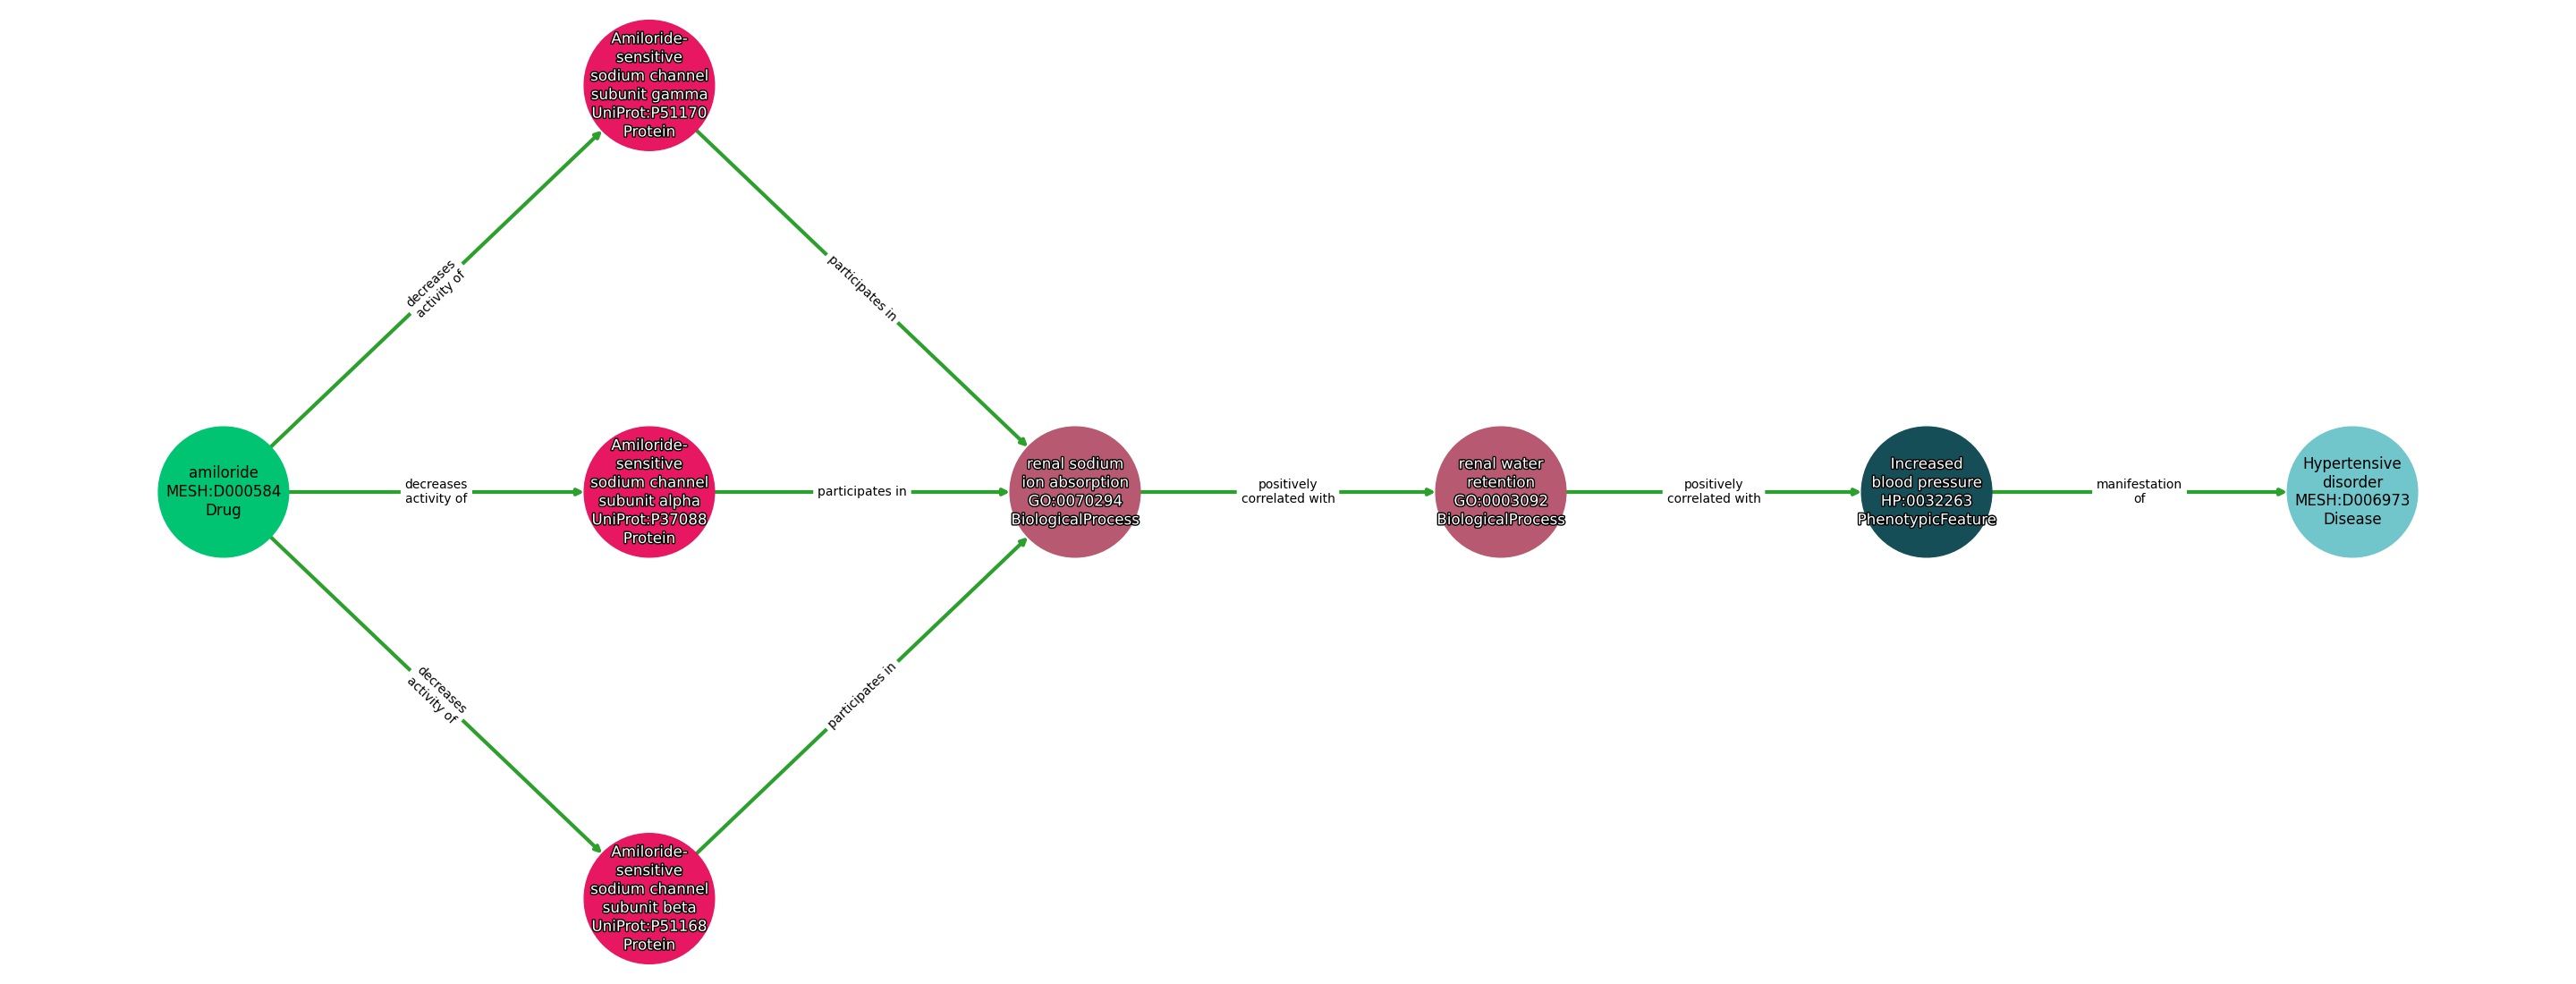 Amiloride-
sensitive
sodium channel
subunit gamma
UniProt:P51170
Protein
decreases
activity of
participates in
amiloride
MESH:D000584
Drug
decreases
activity of
Amiloride-
sensitive
sodium channel
subunit alpha
UniProt:P37088
Protein
participates in
renal sodium
ion absorption
GO:0070294
BiologicalProcess
positively
correlated with
renal water
retention
GO:0003092
BiologicalProcess
positively
correlated with
Increased
blood pressure
HP:0032263
PhenotypicFeature
manifestation
of
Hypertensive
disorder
MESH:D006973
Disease
decreases
activity of
participates in
Amiloride-
sensitive
sodium channel
subunit beta
UniProt:P51168
Protein